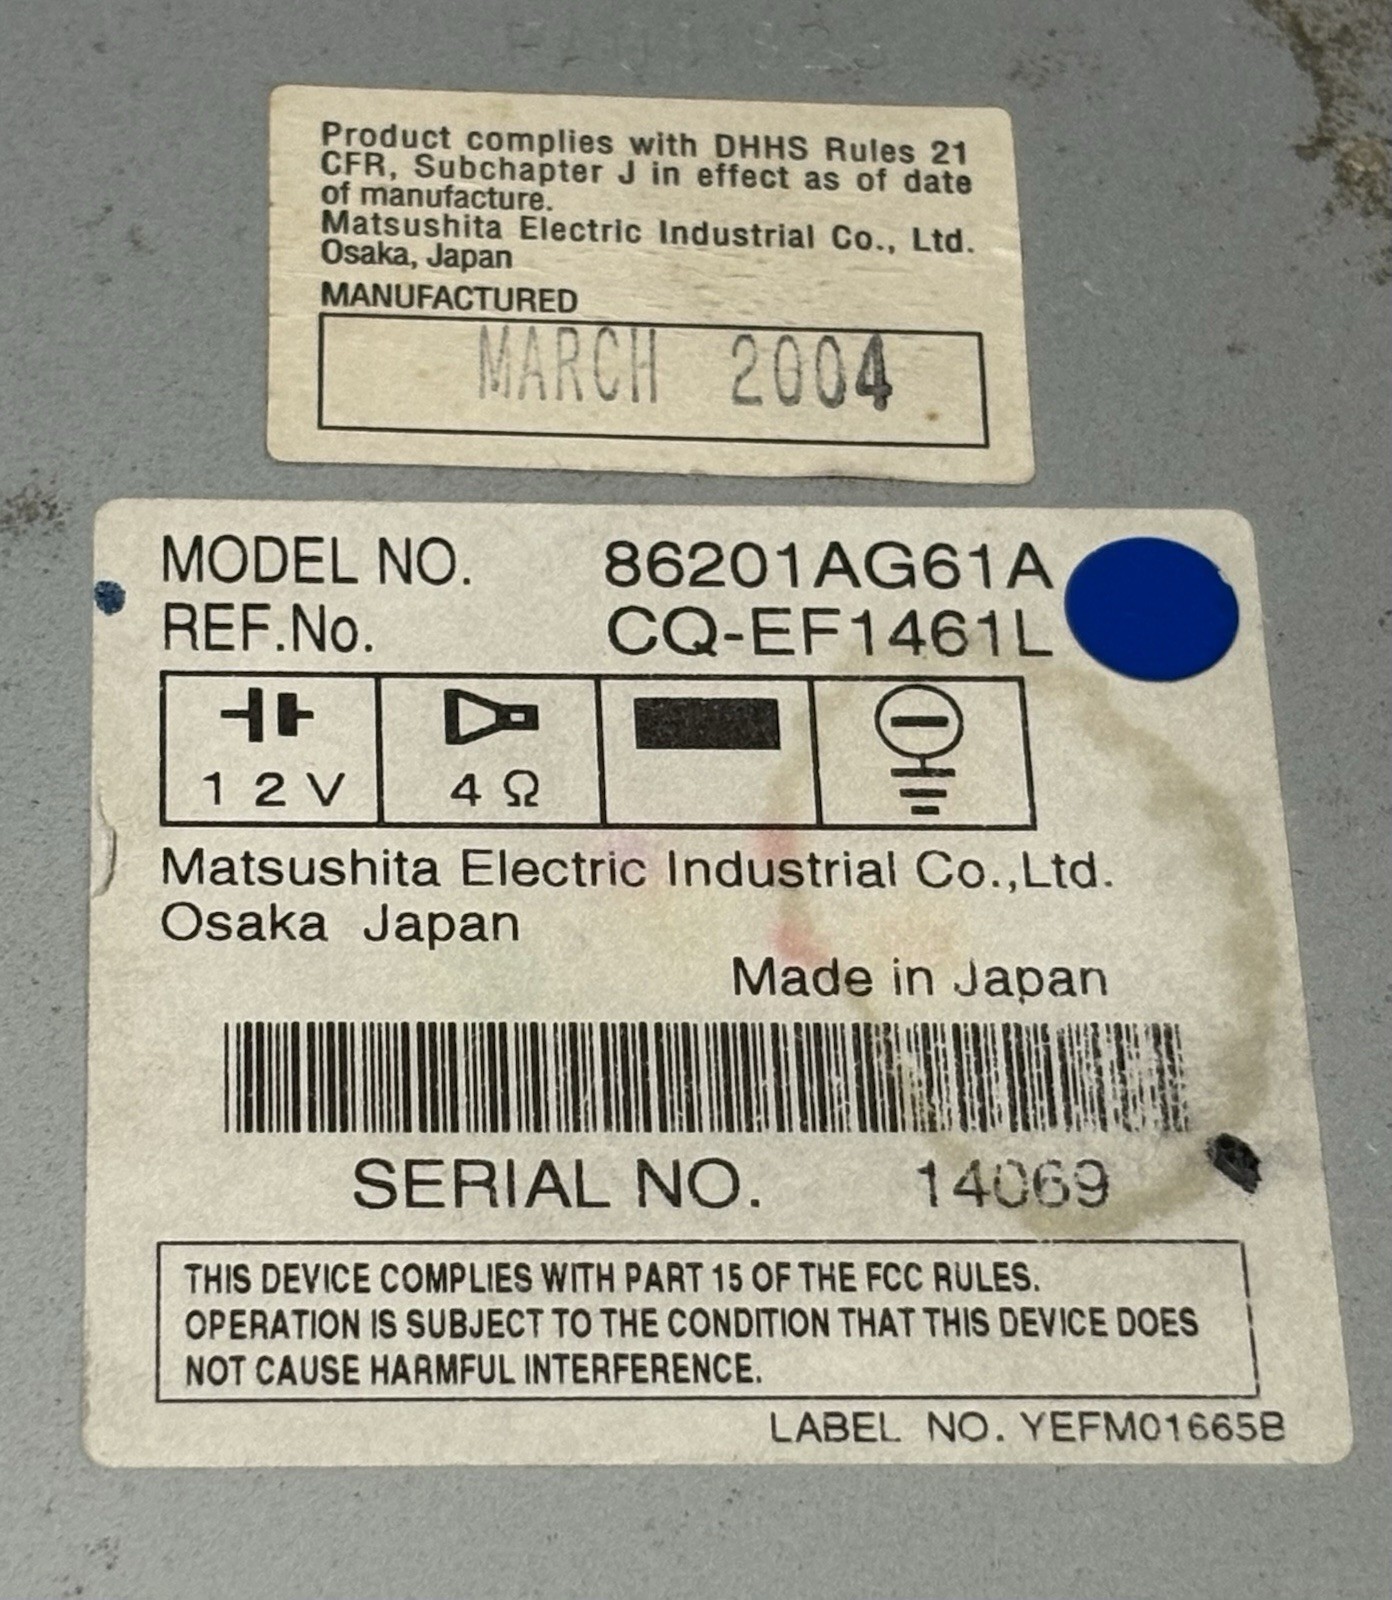 Product complies with DHHS Rules 21
CFR, Subchapter J in effect as of date
of manufacture.
Matsushita Electric Industrial Co., Ltd.
Osaka, Japan
MANUFACTURED
MARCH 2004
MODEL NO. 86201AG61A
REF.No. CQ-EF1461L
12V 4Ω
Matsushita Electric Industrial Co.,Ltd.
Osaka Japan
Made in Japan
SERIAL NO. 14069
THIS DEVICE COMPLIES WITH PART 15 OF THE FCC RULES.
OPERATION IS SUBJECT TO THE CONDITION THAT THIS DEVICE DOES
NOT CAUSE HARMFUL INTERFERENCE.
LABEL NO. YEFM01665B